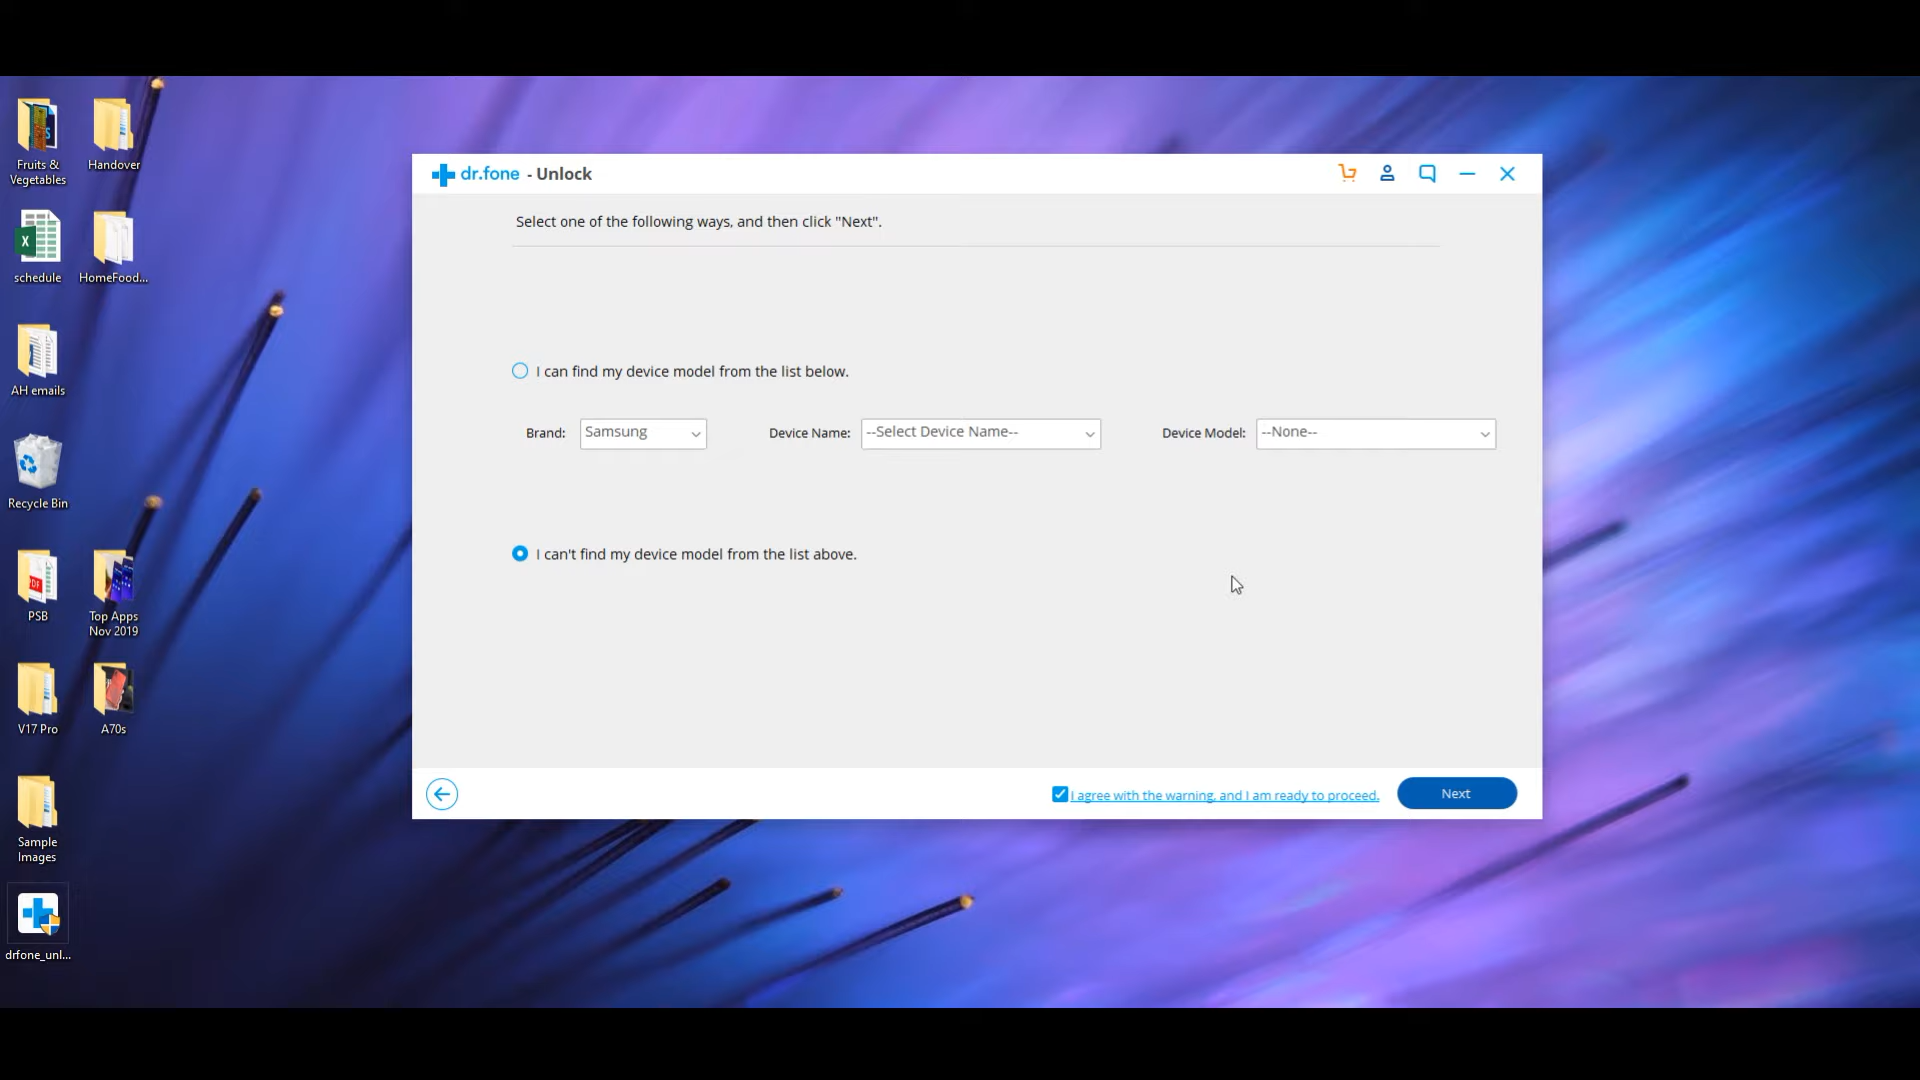 dr.fone - Unlock
Select one of the following ways, and then click "Next".
I can find my device model from the list below.
Brand: Samsung Device Name: --Select Device Name-- Device Model: --None--
I can't find my device model from the list above.
I agree with the warning, and I am ready to proceed. Next
Fruits &
Vegetables
Handover
schedule
HomeFood...
AH emails
Recycle Bin
PSB
Top Apps
Nov 2019
V17 Pro
A70s
Sample
Images
drfone_unl...